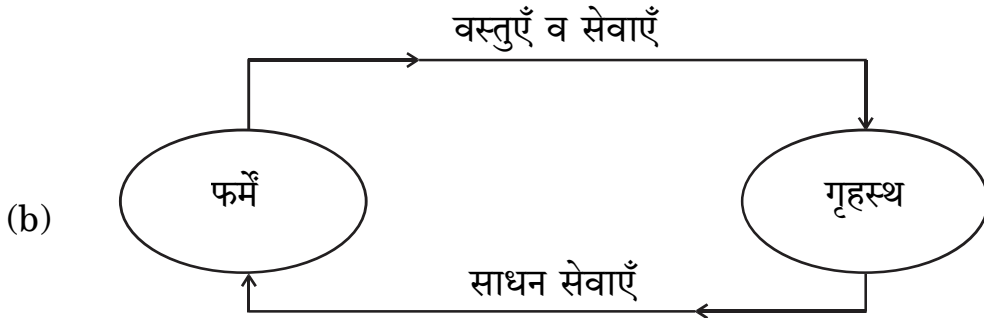 वस्तुएँ व सेवाएँ
फर्में
गृहस्थ
(b)
साधन सेवाएँ